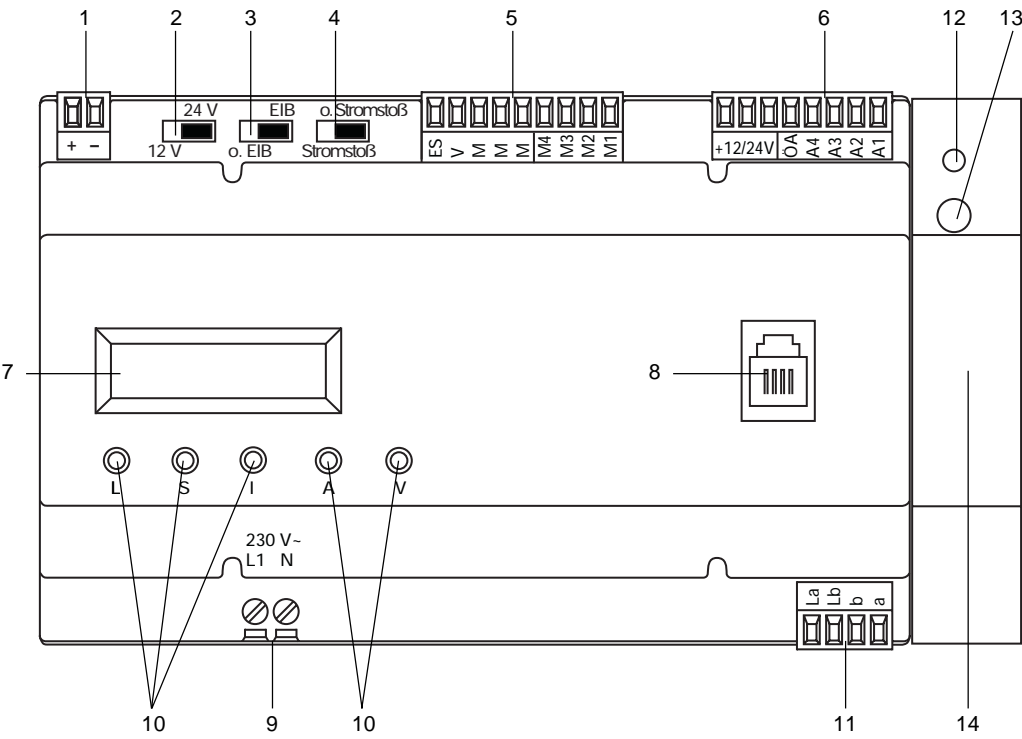 1 2 3 4 5 6 12 13
24 V EIB o. Stromstoß
+ −
12 V o. EIB Stromstoß
ES V M M M M4 M3 M2 M1
+12/24V ÖA A4 A3 A2 A1
7 8
L S I A V
230 V~
L1 N
La Lb b a
10 9 10 11 14